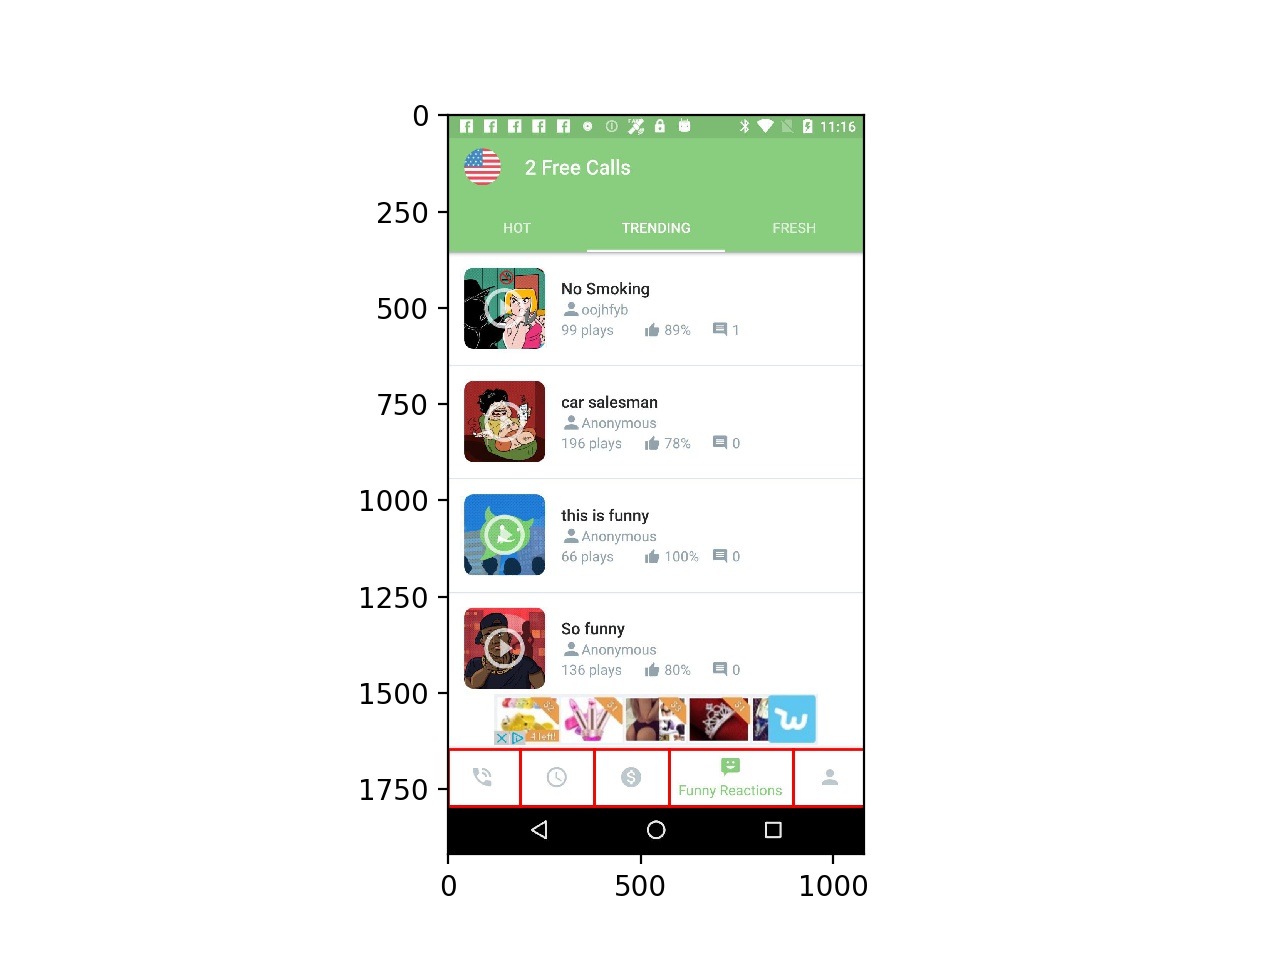 0
250
500
750
1000
1250
1500
1750
0 500 1000
11:16
2 Free Calls
HOT TRENDING FRESH
No Smoking
oojhfyb
99 plays 89% 1
car salesman
Anonymous
196 plays 78% 0
this is funny
Anonymous
66 plays 100% 0
So funny
Anonymous
136 plays 80% 0
4 left!
Funny Reactions